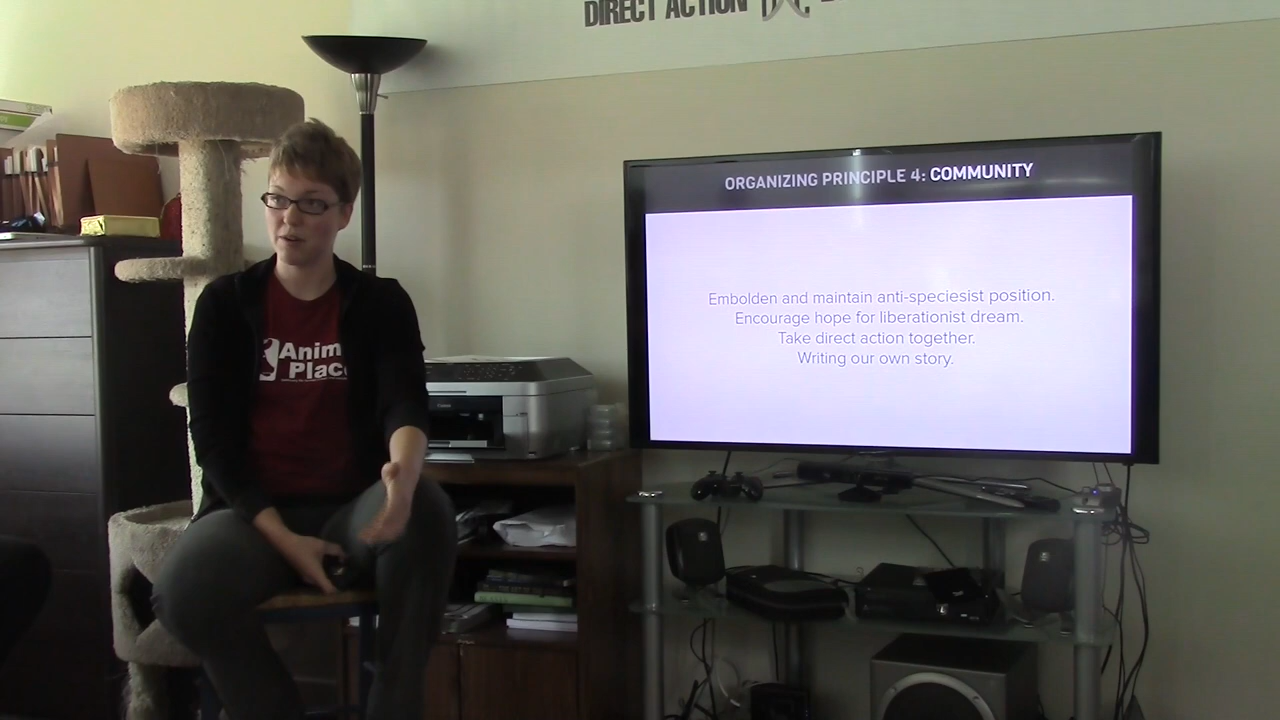 DIRECT ACTION
ORGANIZING PRINCIPLE 4: COMMUNITY
Embolden and maintain anti-speciesist position.
Encourage hope for liberationist dream.
Take direct action together.
Writing our own story.
Anim
Plac
Canon